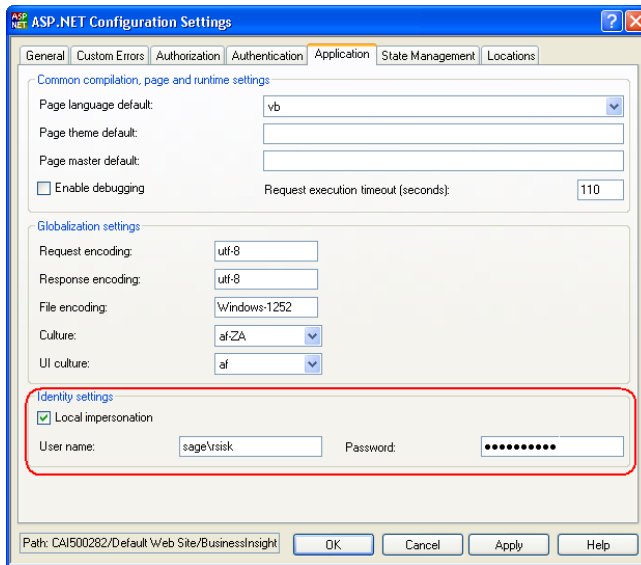 ASP.NET Configuration Settings
General Custom Errors Authorization Authentication Application State Management Locations
Common compilation, page and runtime settings
Page language default: vb
Page theme default:
Page master default:
Enable debugging Request execution timeout (seconds): 110
Globalization settings
Request encoding: utf-8
Response encoding: utf-8
File encoding: Windows-1252
Culture: af-ZA
UI culture: af
Identity settings
Local impersonation
User name: sage\rsisk Password: ●●●●●●●●●●
Path: CAI500282/Default Web Site/BusinessInsight OK Cancel Apply Help